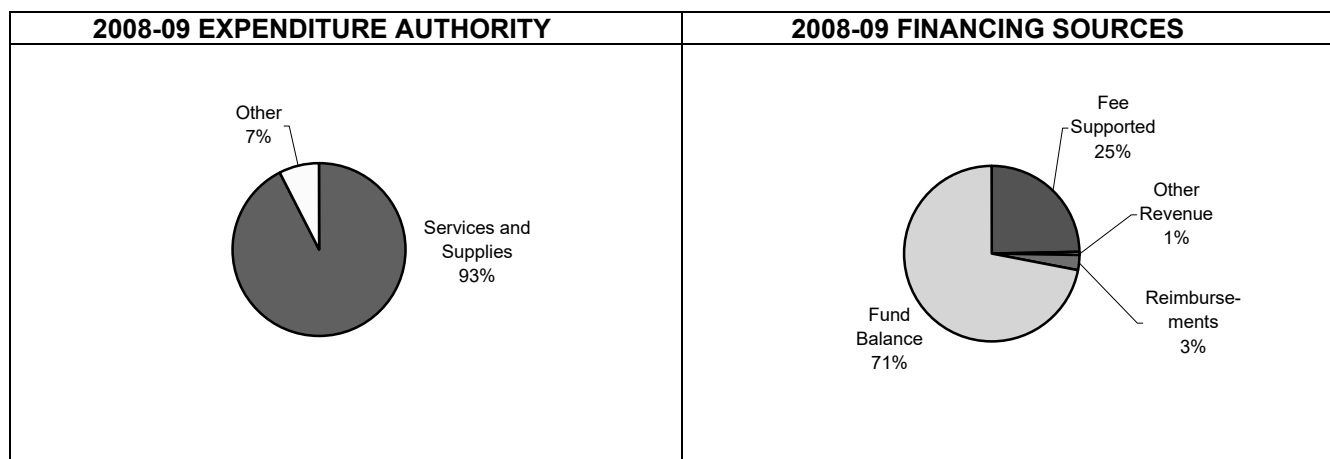 2008-09 EXPENDITURE AUTHORITY
2008-09 FINANCING SOURCES
Other
7%
Services and
Supplies
93%
Fee
Supported
25%
Other
Revenue
1%
Reimburse-
ments
3%
Fund
Balance
71%